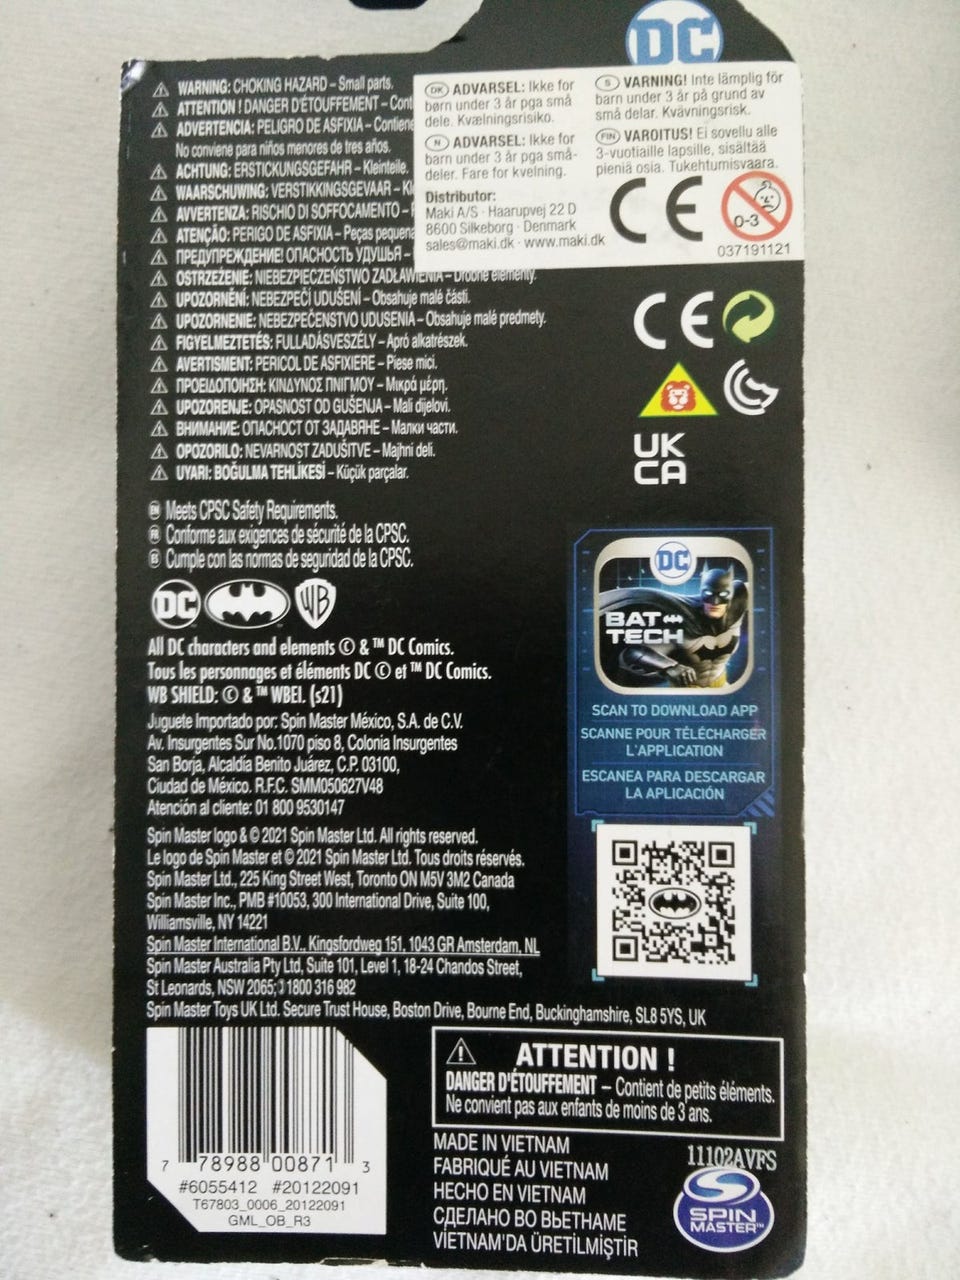 DC
WARNING: CHOKING HAZARD – Small parts.
ATTENTION ! DANGER D'ÉTOUFFEMENT – Cont
ADVERTENCIA: PELIGRO DE ASFIXIA – Contiene
No conviene para niños menores de tres años.
ACHTUNG: ERSTICKUNGSGEFAHR – Kleinteile.
WAARSCHUWING: VERSTIKKINGSGEVAAR – Kl
AVVERTENZA: RISCHIO DI SOFFOCAMENTO –
ATENÇÃO: PERIGO DE ASFIXIA – Peças pequena
ПРЕДУПРЕЖДЕНИЕ! ОПАСНОСТЬ УДУШЬЯ –
OSTRZEŻENIE: NIEBEZPIECZEŃSTWO ZADŁAWIENIA – Drobne elementy.
UPOZORNĚNÍ: NEBEZPEČÍ UDUŠENÍ – Obsahuje malé části.
UPOZORNENIE: NEBEZPEČENSTVO UDUSENIA – Obsahuje malé predmety.
FIGYELMEZTETÉS: FULLADÁSVESZÉLY – Apró alkatrészek.
AVERTISMENT: PERICOL DE ASFIXIERE – Piese mici.
ΠΡΟΕΙΔΟΠΟΙΗΣΗ: ΚΙΝΔΥΝΟΣ ΠΝΙΓΜΟΥ – Μικρά μέρη.
UPOZORENJE: OPASNOST OD GUŠENJA – Mali dijelovi.
ВНИМАНИЕ: ОПАСНОСТ ОТ ЗАДАВЯНЕ – Малки части.
OPOZORILO: NEVARNOST ZADUŠITVE – Majhni deli.
UYARI: BOĞULMA TEHLİKESİ – Küçük parçalar.
DK ADVARSEL: Ikke for
børn under 3 år pga små
dele. Kvælningsrisiko.
N ADVARSEL: Ikke for
barn under 3 år pga små-
deler. Fare for kvelning.
Distributor:
Maki A/S · Haarupvej 22 D
8600 Silkeborg · Denmark
sales@maki.dk · www.maki.dk
S VARNING! Inte lämplig för
barn under 3 år på grund av
små delar. Kvävningsrisk.
FIN VAROITUS! Ei sovellu alle
3-vuotiaille lapsille, sisältää
pieniä osia. Tukehtumisvaara.
CE
0-3
037191121
CE
UK
CA
EN Meets CPSC Safety Requirements.
FR Conforme aux exigences de sécurité de la CPSC.
ES Cumple con las normas de seguridad de la CPSC.
DC WB
All DC characters and elements © & ™ DC Comics.
Tous les personnages et éléments DC © et ™ DC Comics.
WB SHIELD: © & ™ WBEI. (s21)
Juguete Importado por: Spin Master México, S.A. de C.V.
Av. Insurgentes Sur No.1070 piso 8, Colonia Insurgentes
San Borja, Alcaldía Benito Juárez, C.P. 03100,
Ciudad de México. R.F.C. SMM050627V48
Atención al cliente: 01 800 9530147
Spin Master logo & © 2021 Spin Master Ltd. All rights reserved.
Le logo de Spin Master et © 2021 Spin Master Ltd. Tous droits réservés.
Spin Master Ltd., 225 King Street West, Toronto ON M5V 3M2 Canada
Spin Master Inc., PMB #10053, 300 International Drive, Suite 100,
Williamsville, NY 14221
Spin Master International B.V., Kingsfordweg 151, 1043 GR Amsterdam, NL
Spin Master Australia Pty Ltd, Suite 101, Level 1, 18-24 Chandos Street,
St Leonards, NSW 2065; 1800 316 982
Spin Master Toys UK Ltd. Secure Trust House, Boston Drive, Bourne End, Buckinghamshire, SL8 5YS, UK
DC
BAT
TECH
SCAN TO DOWNLOAD APP
SCANNE POUR TÉLÉCHARGER
L'APPLICATION
ESCANEA PARA DESCARGAR
LA APLICACIÓN
7 78988 00871 3
#6055412 #20122091
T67803_0006_20122091
GML_OB_R3
ATTENTION !
DANGER D'ÉTOUFFEMENT – Contient de petits éléments.
Ne convient pas aux enfants de moins de 3 ans.
MADE IN VIETNAM
FABRIQUÉ AU VIETNAM
HECHO EN VIETNAM
СДЕЛАНО ВО ВЬЕТНАМЕ
VİETNAM'DA ÜRETİLMİŞTİR
11102AVFS
SPIN
MASTER™